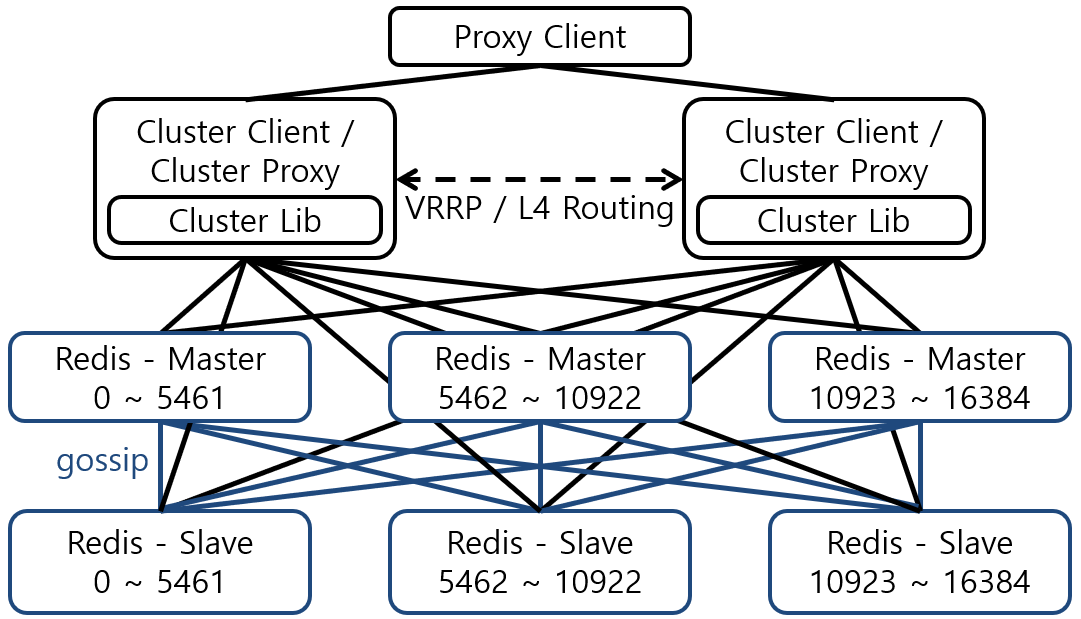 Proxy Client
Cluster Client /
Cluster Proxy
Cluster Lib
VRRP / L4 Routing
Cluster Client /
Cluster Proxy
Cluster Lib
Redis - Master
0 ~ 5461
Redis - Master
5462 ~ 10922
Redis - Master
10923 ~ 16384
gossip
Redis - Slave
0 ~ 5461
Redis - Slave
5462 ~ 10922
Redis - Slave
10923 ~ 16384